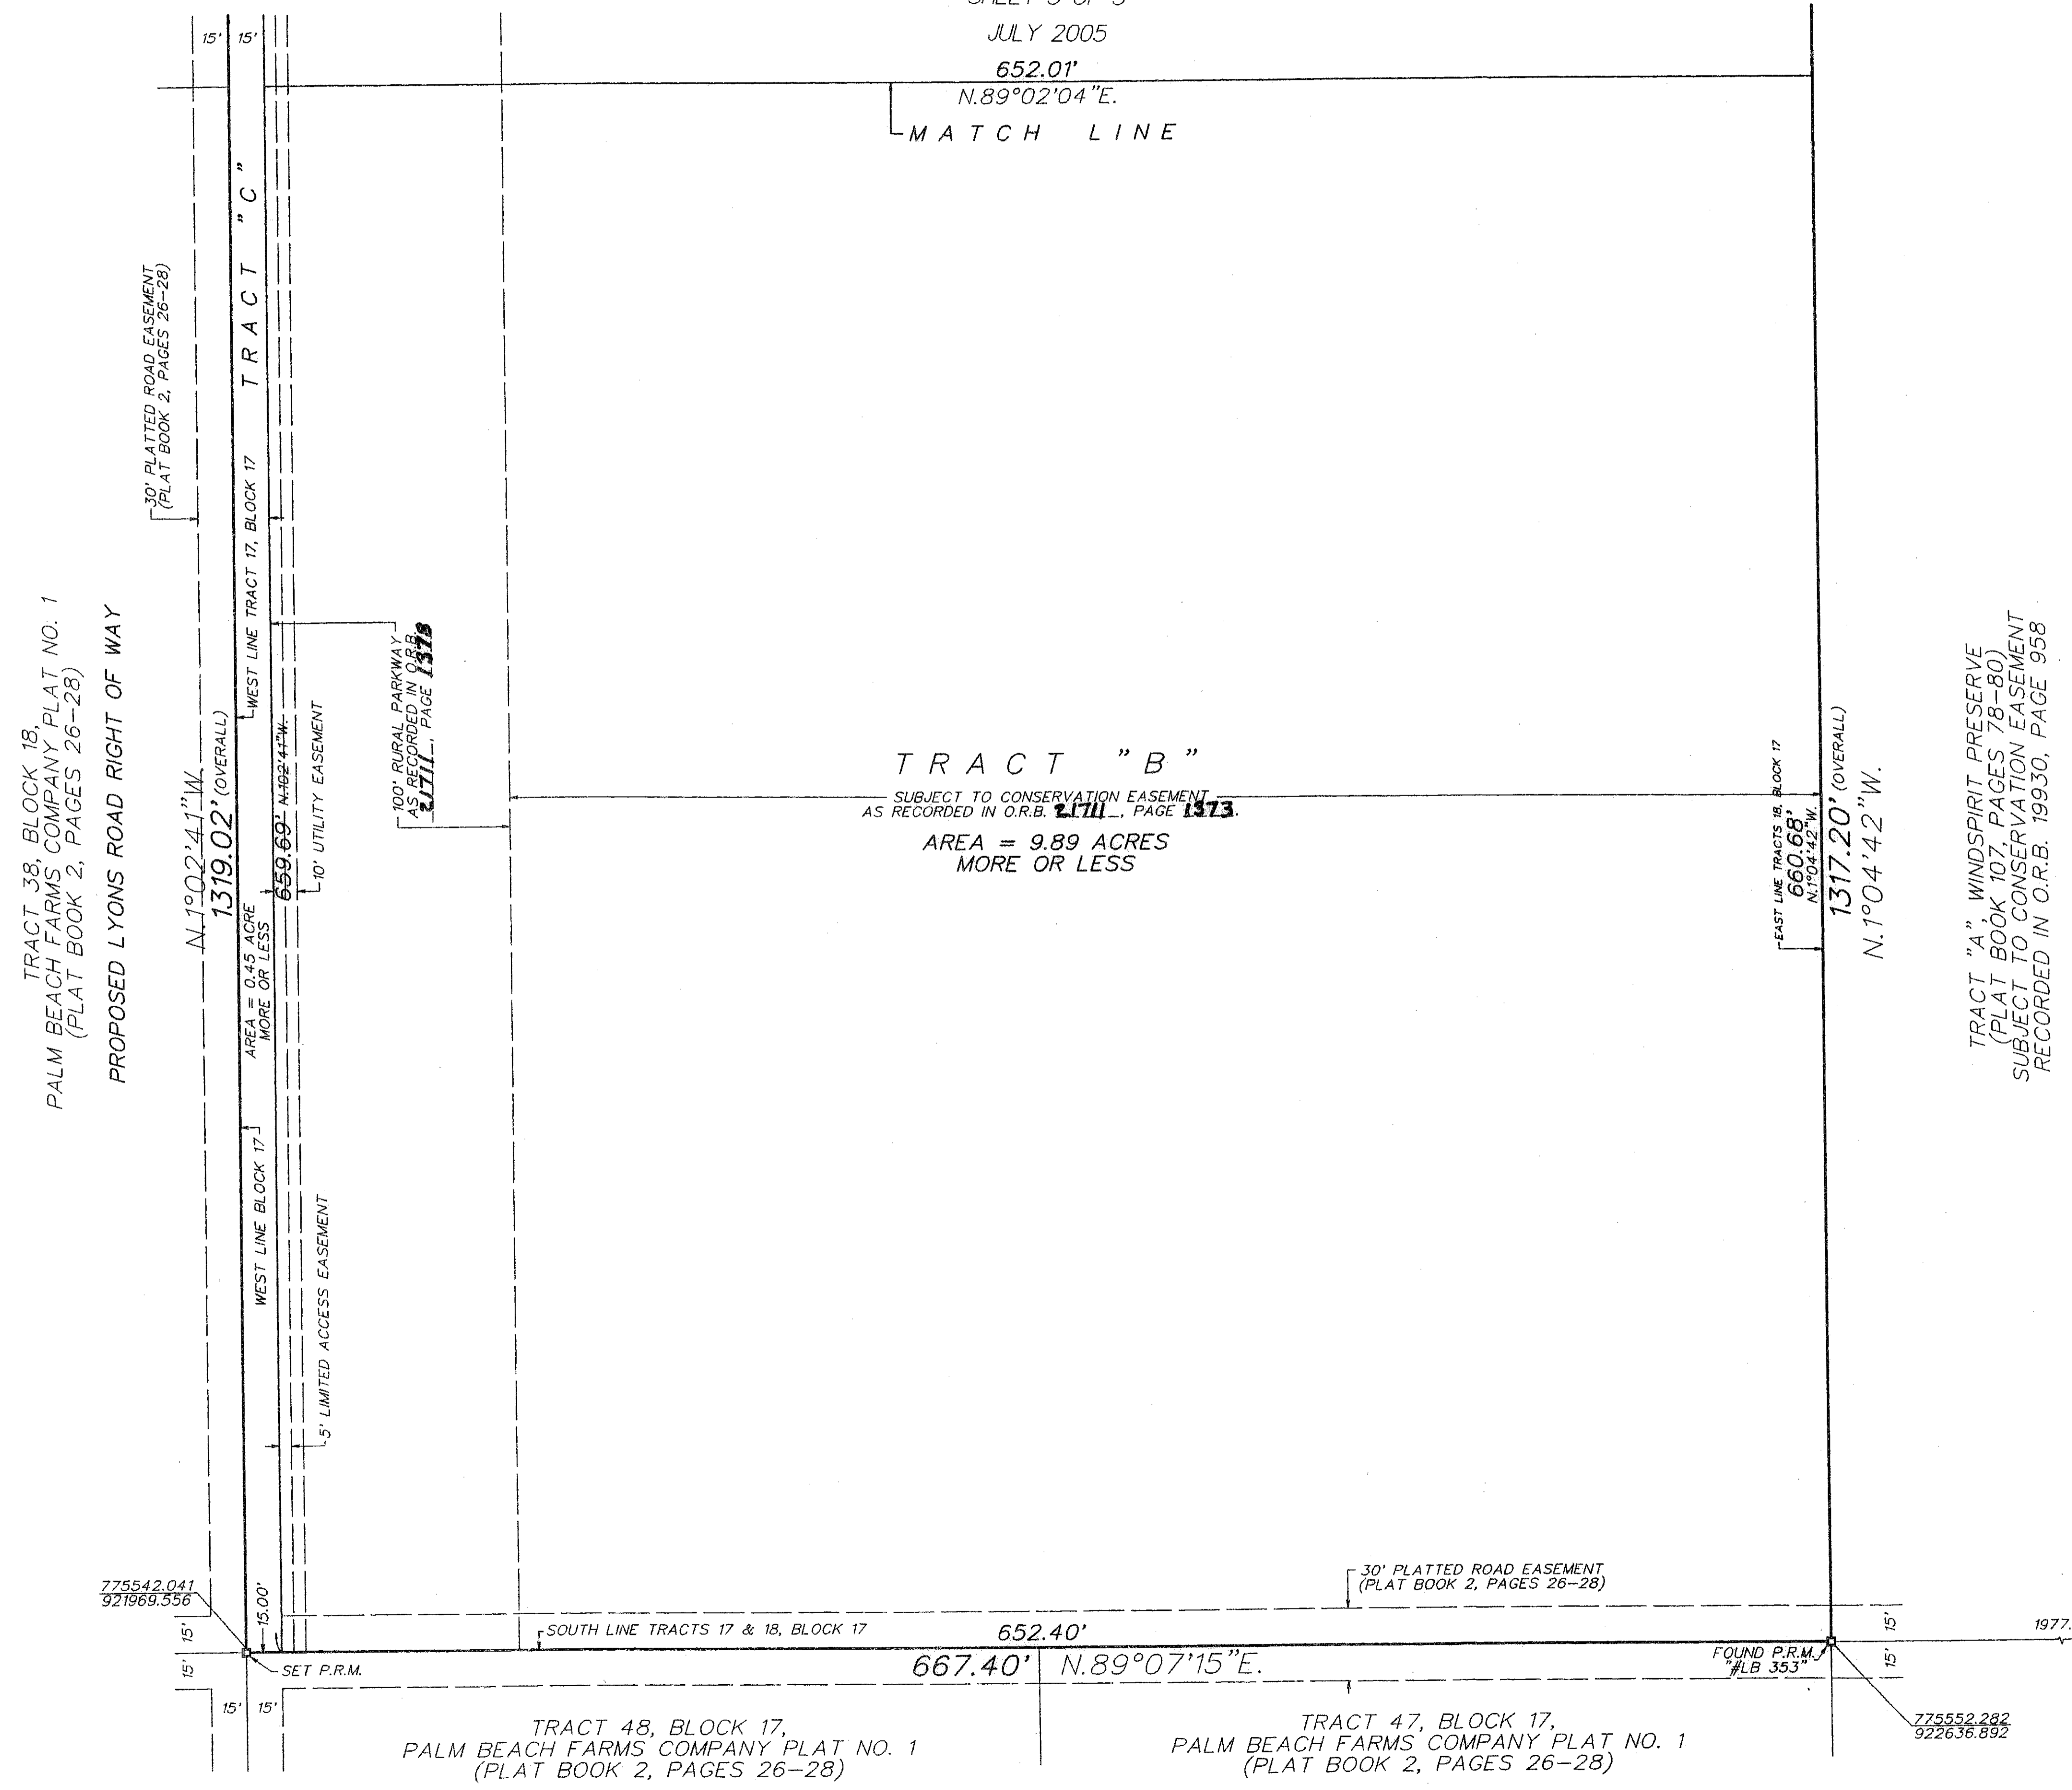 JULY 2005
15' 15'
652.01'
N.89°02'04"E.
MATCH LINE
TRACT "C"
30' PLATTED ROAD EASEMENT
(PLAT BOOK 2, PAGES 26-28)
WEST LINE TRACT 17, BLOCK 17
TRACT 38, BLOCK 18,
PALM BEACH FARMS COMPANY PLAT NO. 1
(PLAT BOOK 2, PAGES 26-28)
PROPOSED LYONS ROAD RIGHT OF WAY
N.1°02'41"W.
1319.02' (OVERALL)
659.69' N.102'41"W.
10' UTILITY EASEMENT
100' RURAL PARKWAY
AS RECORDED IN O.R.B.
21711, PAGE 1378
TRACT "B"
SUBJECT TO CONSERVATION EASEMENT
AS RECORDED IN O.R.B. 21711, PAGE 1373.
AREA = 9.89 ACRES
MORE OR LESS
EAST LINE TRACTS 18, BLOCK 17
660.68'
N.1°04'42"W.
1317.20' (OVERALL)
N.1°04'42"W.
TRACT "A", WINDSPIRIT PRESERVE
(PLAT BOOK 107, PAGES 78-80)
SUBJECT TO CONSERVATION EASEMENT
RECORDED IN O.R.B. 19930, PAGE 958
AREA = 0.45 ACRE
MORE OR LESS
WEST LINE BLOCK 17
5' LIMITED ACCESS EASEMENT
775542.041
921969.556
15.00'
30' PLATTED ROAD EASEMENT
(PLAT BOOK 2, PAGES 26-28)
15'
15'
SOUTH LINE TRACTS 17 & 18, BLOCK 17
652.40'
15'
15'
1977.
SET P.R.M.
667.40' N.89°07'15"E.
FOUND P.R.M.
"#LB 353"
15' 15'
TRACT 48, BLOCK 17,
PALM BEACH FARMS COMPANY PLAT NO. 1
(PLAT BOOK 2, PAGES 26-28)
TRACT 47, BLOCK 17,
PALM BEACH FARMS COMPANY PLAT NO. 1
(PLAT BOOK 2, PAGES 26-28)
775552.282
922636.892